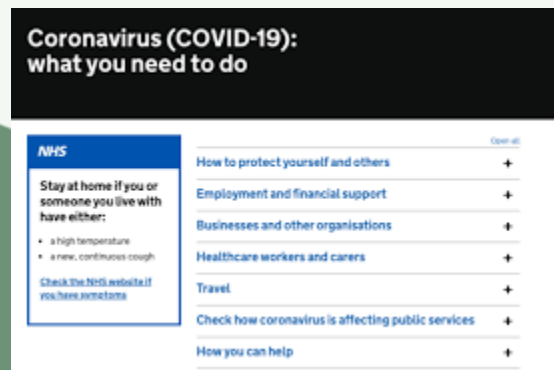 Coronavirus (COVID-19):
what you need to do
NHS
Stay at home if you or
someone you live with
have either:
a high temperature
a new, continuous cough
Check the NHS website if
you have symptoms
Open all
How to protect yourself and others +
Employment and financial support +
Businesses and other organisations +
Healthcare workers and carers +
Travel +
Check how coronavirus is affecting public services +
How you can help +